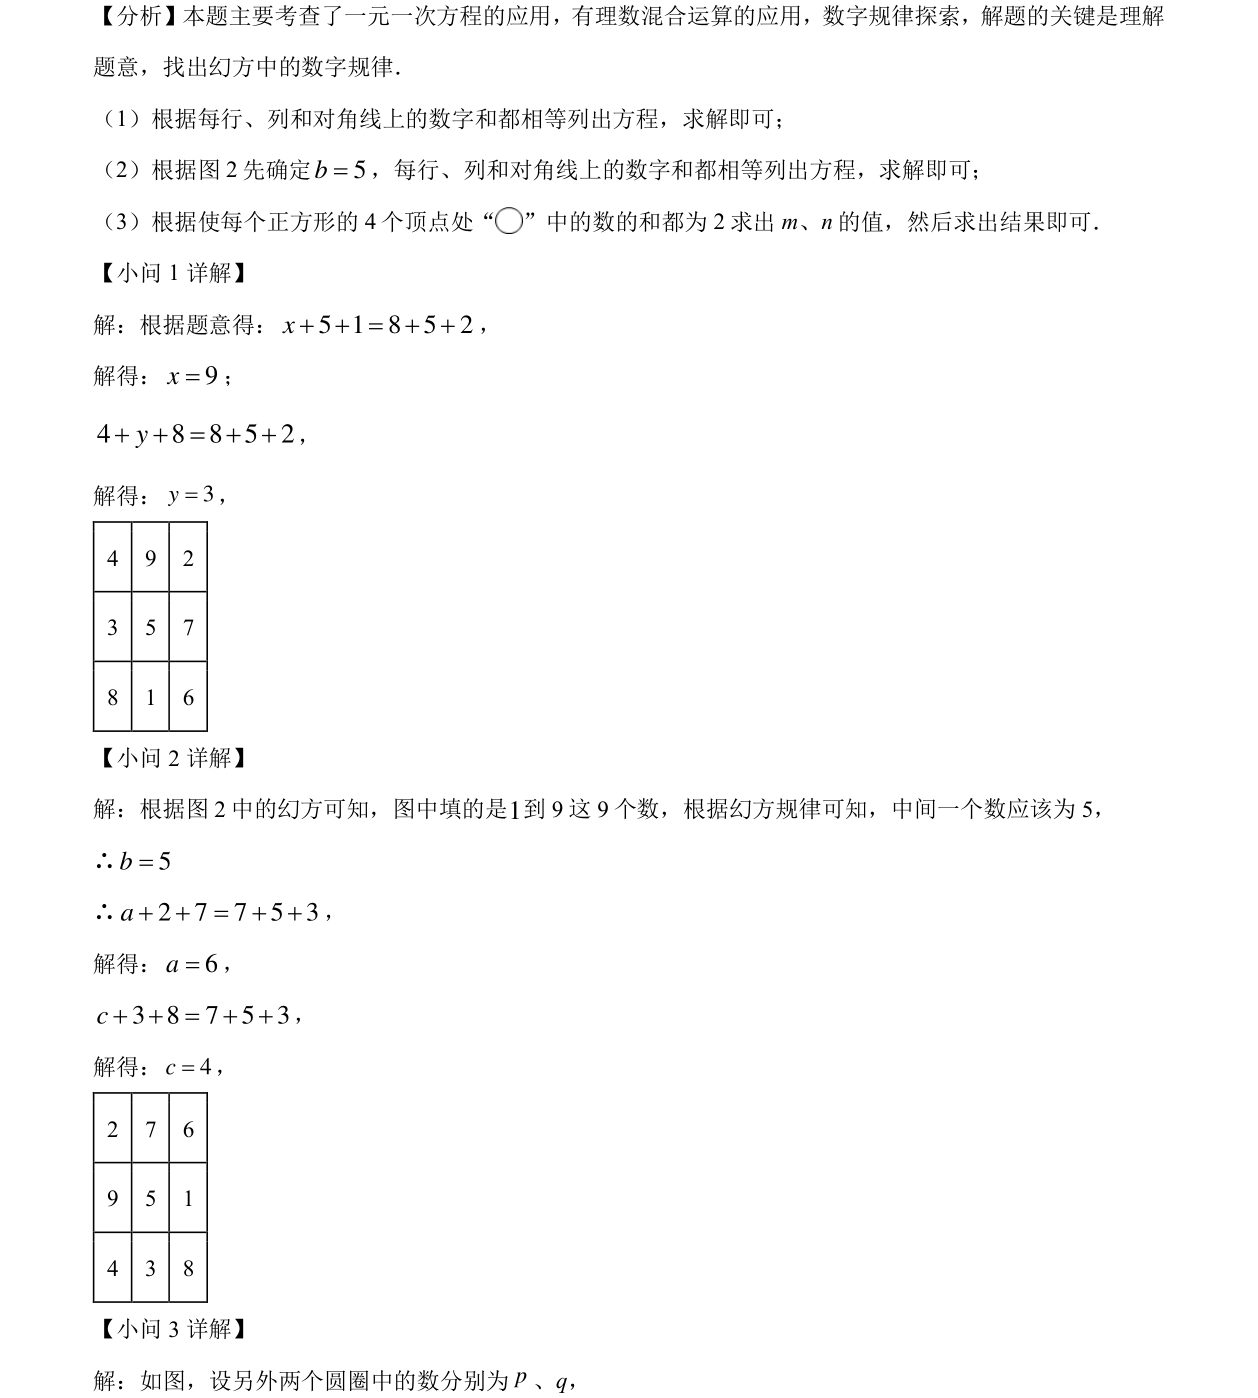 【分析】本题主要考查了一元一次方程的应用，有理数混合运算的应用，数字规律探索，解题的关键是理解
题意，找出幻方中的数字规律．
（1）根据每行、列和对角线上的数字和都相等列出方程，求解即可；
（2）根据图 2 先确定 b = 5，每行、列和对角线上的数字和都相等列出方程，求解即可；
（3）根据使每个正方形的 4 个顶点处“◯”中的数的和都为 2 求出 m、n 的值，然后求出结果即可．
【小问 1 详解】
解：根据题意得： x+5+1=8+5+2，
解得： x=9；
4+y+8=8+5+2，
解得： y=3，
4 9 2
3 5 7
8 1 6
【小问 2 详解】
解：根据图 2 中的幻方可知，图中填的是1到 9 这 9 个数，根据幻方规律可知，中间一个数应该为 5，
∴ b=5
∴ a+2+7=7+5+3，
解得： a=6，
c+3+8=7+5+3，
解得： c=4，
2 7 6
9 5 1
4 3 8
【小问 3 详解】
解：如图，设另外两个圆圈中的数分别为 p 、q，